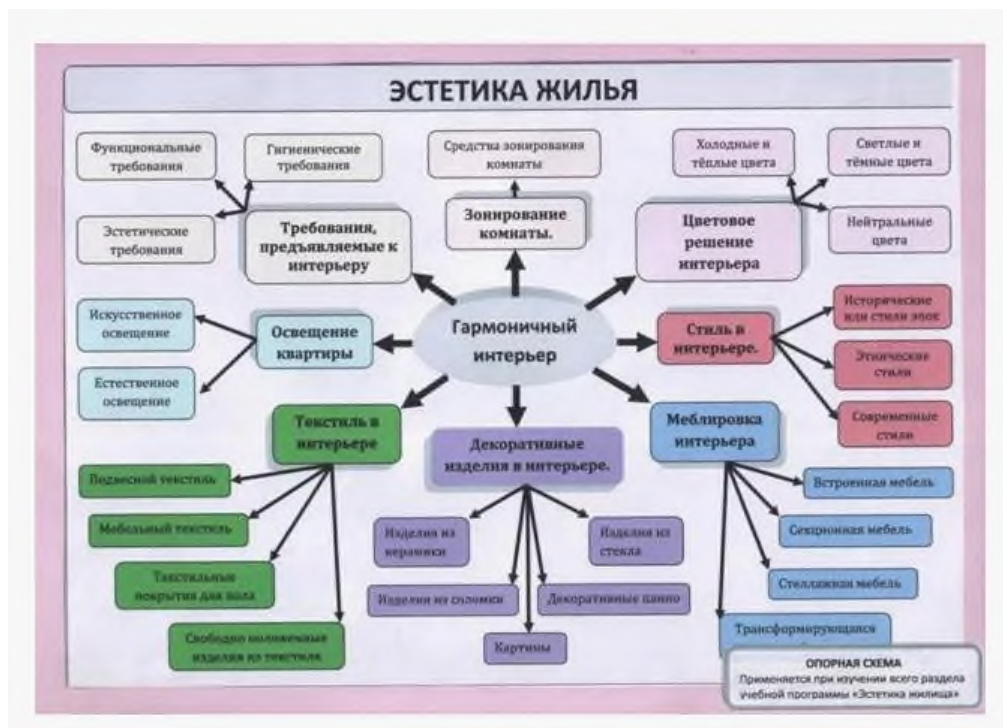 ЭСТЕТИКА ЖИЛЬЯ
Функциональные
требования
Гигиенические
требования
Эстетические
требования
Требования,
предъявляемые к
интерьеру
Средства зонирования
комнаты
Зонирование
комнаты.
Холодные и
тёплые цвета
Светлые и
тёмные цвета
Нейтральные
цвета
Цветовое
решение
интерьера
Искусственное
освещение
Естественное
освещение
Освещение
квартиры
Гармоничный
интерьер
Стиль в
интерьере.
Исторические
или стили эпох
Этнические
стили
Современные
стили
Текстиль в
интерьере
Подвесной текстиль
Мебельный текстиль
Текстильные
покрытия для пола
Свободно положенные
изделия из текстиля
Декоративные
изделия в интерьере.
Изделия из
керамики
Изделия из
стекла
Изделия из соломки
Декоративные панно
Картины
Меблировка
интерьера
Встроенная мебель
Секционная мебель
Стеллажная мебель
Трансформирующаяся
ОПОРНАЯ СХЕМА
Применяется при изучении всего раздела
учебной программы «Эстетика жилища»